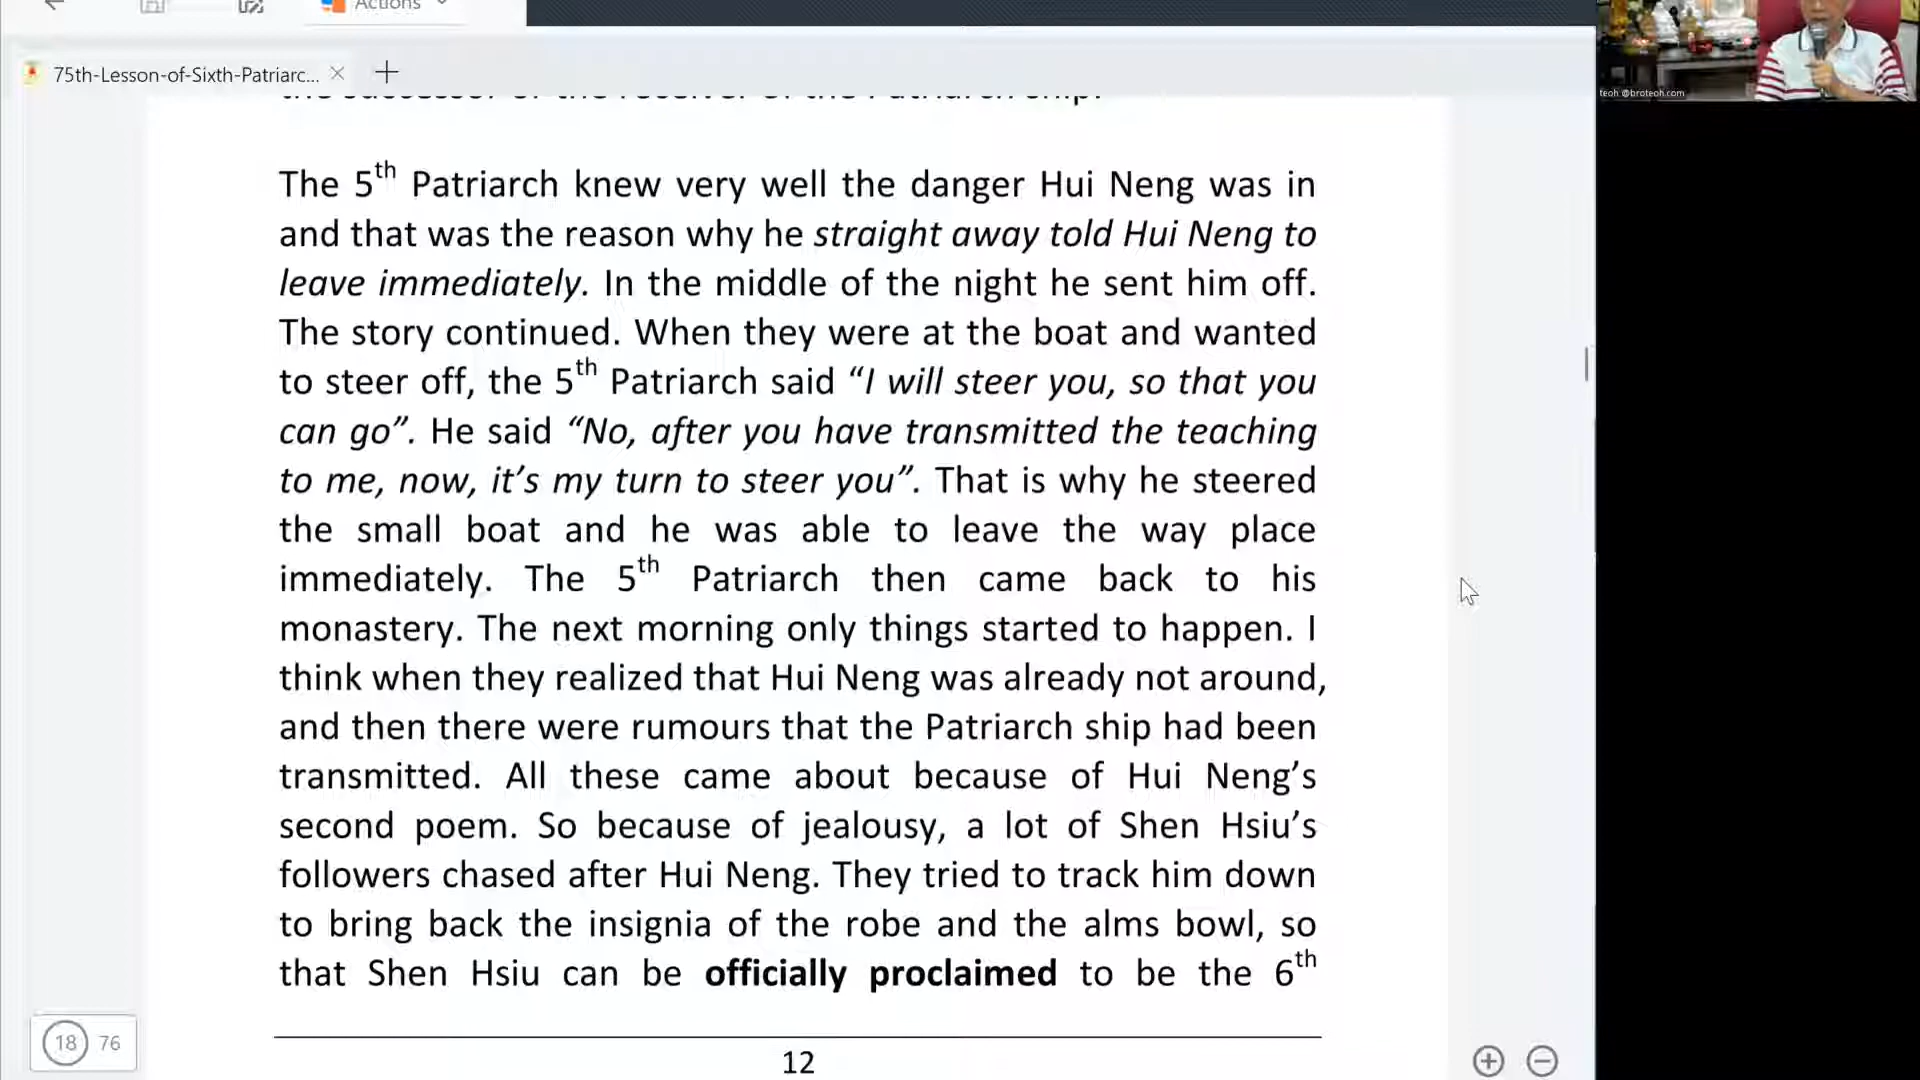 Actions
75th-Lesson-of-Sixth-Patriarc...
teoh @broteoh.com
the successor or the receiver of the Patriarch ship.
The 5th Patriarch knew very well the danger Hui Neng was in
and that was the reason why he straight away told Hui Neng to
leave immediately. In the middle of the night he sent him off.
The story continued. When they were at the boat and wanted
to steer off, the 5th Patriarch said “I will steer you, so that you
can go”. He said “No, after you have transmitted the teaching
to me, now, it’s my turn to steer you”. That is why he steered
the small boat and he was able to leave the way place
immediately. The 5th Patriarch then came back to his
monastery. The next morning only things started to happen. I
think when they realized that Hui Neng was already not around,
and then there were rumours that the Patriarch ship had been
transmitted. All these came about because of Hui Neng’s
second poem. So because of jealousy, a lot of Shen Hsiu’s
followers chased after Hui Neng. They tried to track him down
to bring back the insignia of the robe and the alms bowl, so
that Shen Hsiu can be officially proclaimed to be the 6th
18 76
12